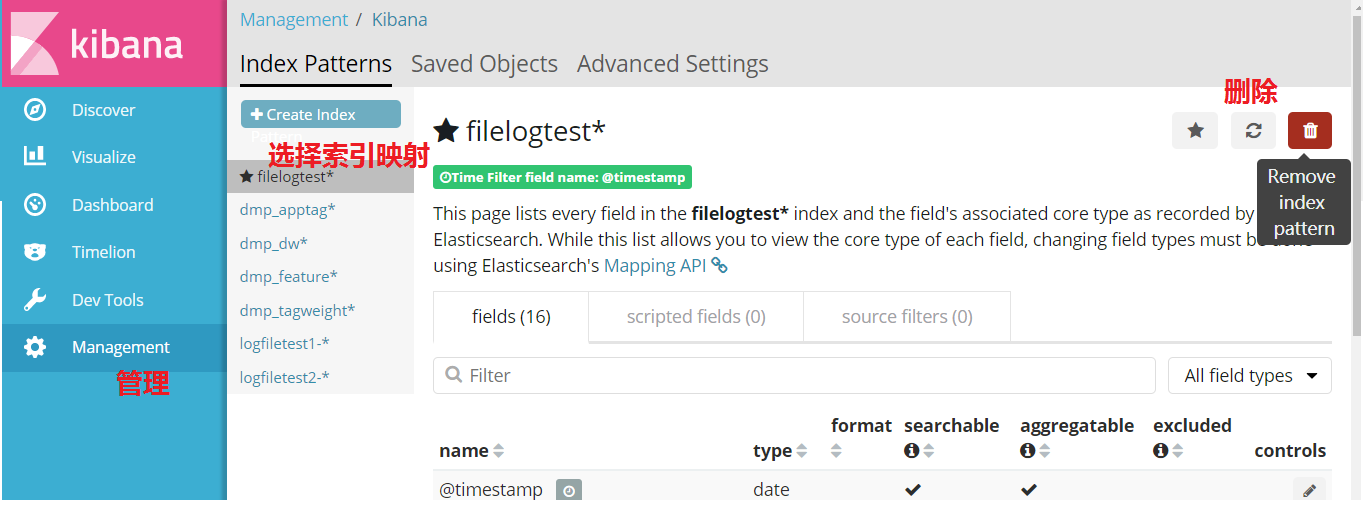 kibana
Discover
Visualize
Dashboard
Timelion
Dev Tools
Management
管理
Management / Kibana
Index Patterns Saved Objects Advanced Settings
Create Index
选择索引映射
filelogtest*
dmp_apptag*
dmp_dw*
dmp_feature*
dmp_tagweight*
logfiletest1-*
logfiletest2-*
filelogtest*
删除
Remove
index
pattern
Time Filter field name: @timestamp
This page lists every field in the filelogtest* index and the field's associated core type as recorded by
Elasticsearch. While this list allows you to view the core type of each field, changing field types must be done
using Elasticsearch's Mapping API
fields (16) scripted fields (0) source filters (0)
Filter All field types
name type format searchable aggregatable excluded controls
@timestamp date